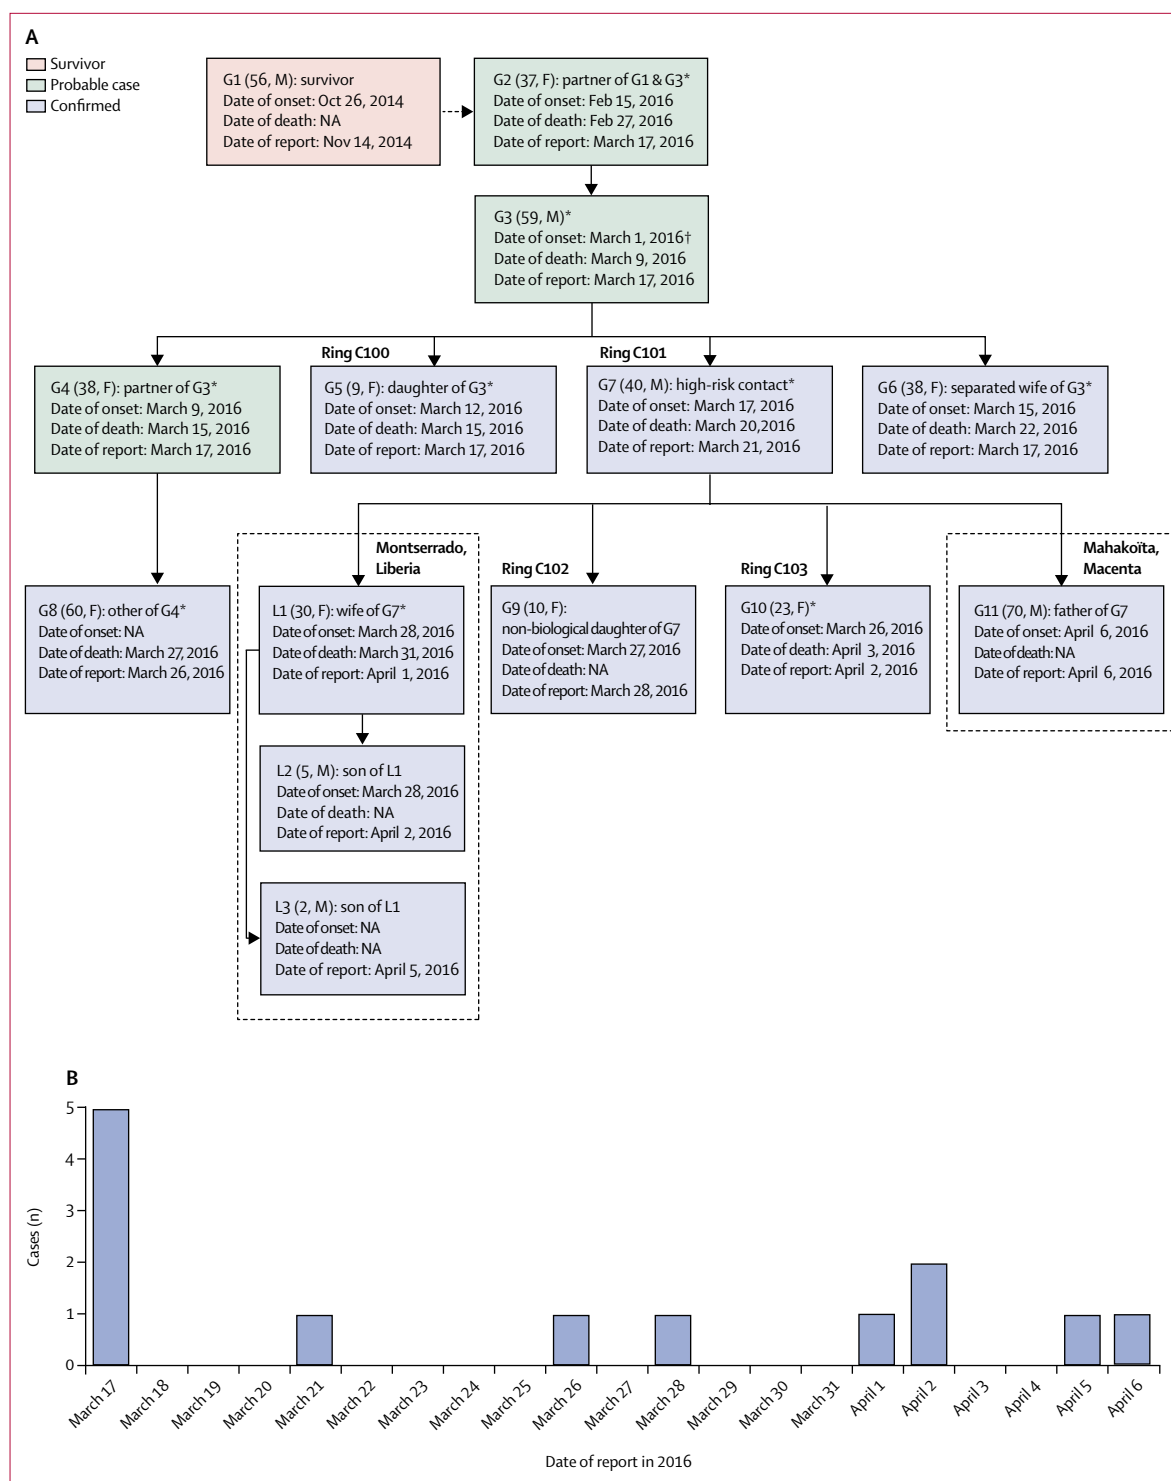 A
Survivor
Probable case
Confirmed
G1 (56, M): survivor
Date of onset: Oct 26, 2014
Date of death: NA
Date of report: Nov 14, 2014
G2 (37, F): partner of G1 & G3*
Date of onset: Feb 15, 2016
Date of death: Feb 27, 2016
Date of report: March 17, 2016
G3 (59, M)*
Date of onset: March 1, 2016†
Date of death: March 9, 2016
Date of report: March 17, 2016
Ring C100
Ring C101
G4 (38, F): partner of G3*
Date of onset: March 9, 2016
Date of death: March 15, 2016
Date of report: March 17, 2016
G5 (9, F): daughter of G3*
Date of onset: March 12, 2016
Date of death: March 15, 2016
Date of report: March 17, 2016
G7 (40, M): high-risk contact*
Date of onset: March 17, 2016
Date of death: March 20,2016
Date of report: March 21, 2016
G6 (38, F): separated wife of G3*
Date of onset: March 15, 2016
Date of death: March 22, 2016
Date of report: March 17, 2016
Montserrado,
Liberia
Ring C102
Ring C103
Mahakoïta,
Macenta
G8 (60, F): other of G4*
Date of onset: NA
Date of death: March 27, 2016
Date of report: March 26, 2016
L1 (30, F): wife of G7*
Date of onset: March 28, 2016
Date of death: March 31, 2016
Date of report: April 1, 2016
G9 (10, F):
non-biological daughter of G7
Date of onset: March 27, 2016
Date of death: NA
Date of report: March 28, 2016
G10 (23, F)*
Date of onset: March 26, 2016
Date of death: April 3, 2016
Date of report: April 2, 2016
G11 (70, M): father of G7
Date of onset: April 6, 2016
Date of death: NA
Date of report: April 6, 2016
L2 (5, M): son of L1
Date of onset: March 28, 2016
Date of death: NA
Date of report: April 2, 2016
L3 (2, M): son of L1
Date of onset: NA
Date of death: NA
Date of report: April 5, 2016
B
Cases (n)
5
4
3
2
1
0
March 17
March 18
March 19
March 20
March 21
March 22
March 23
March 24
March 25
March 26
March 27
March 28
March 29
March 30
March 31
April 1
April 2
April 3
April 4
April 5
April 6
Date of report in 2016